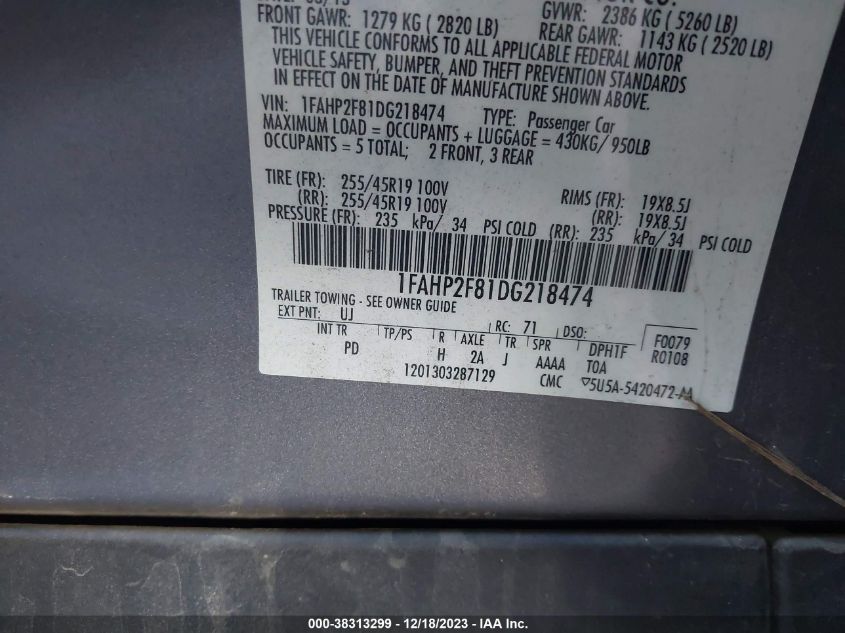 FRONT GAWR: 1279 KG ( 2820 LB)
GVWR: 2386 KG ( 5260 LB)
REAR GAWR: 1143 KG ( 2520 LB)
THIS VEHICLE CONFORMS TO ALL APPLICABLE FEDERAL MOTOR
VEHICLE SAFETY, BUMPER, AND THEFT PREVENTION STANDARDS
IN EFFECT ON THE DATE OF MANUFACTURE SHOWN ABOVE.
VIN: 1FAHP2F81DG218474 TYPE: Passenger Car
MAXIMUM LOAD = OCCUPANTS + LUGGAGE = 430KG/ 950LB
OCCUPANTS = 5 TOTAL; 2 FRONT, 3 REAR
TIRE (FR): 255/45R19 100V RIMS (FR): 19X8.5J
(RR): 255/45R19 100V (RR): 19X8.5J
PRESSURE (FR): 235 kPa/ 34 PSI COLD (RR): 235 kPa/ 34 PSI COLD
1FAHP2F81DG218474
TRAILER TOWING - SEE OWNER GUIDE
EXT PNT: UJ RC: 71 DSO: F0079
INT TR TP/PS R AXLE TR SPR DPH1F R0108
PD H 2A J AAAA TOA
1201303287129 CMC ▽5U5A-5420472-AA
000-38313299 - 12/18/2023 - IAA Inc.